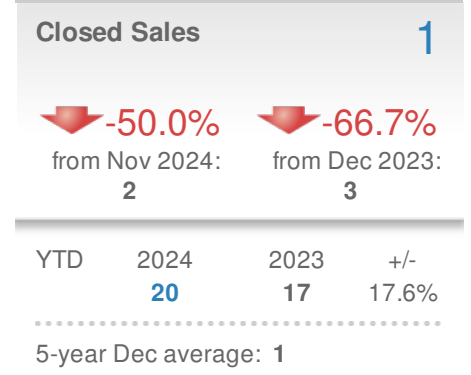 Closed Sales 1
-50.0% -66.7%
from Nov 2024: from Dec 2023:
2 3
YTD 2024 2023 +/-
20 17 17.6%
5-year Dec average: 1